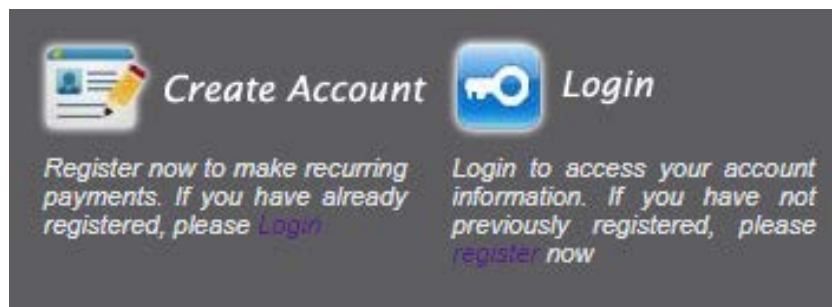 Create Account
Register now to make recurring
payments. If you have already
registered, please Login
Login
Login to access your account
information. If you have not
previously registered, please
register now